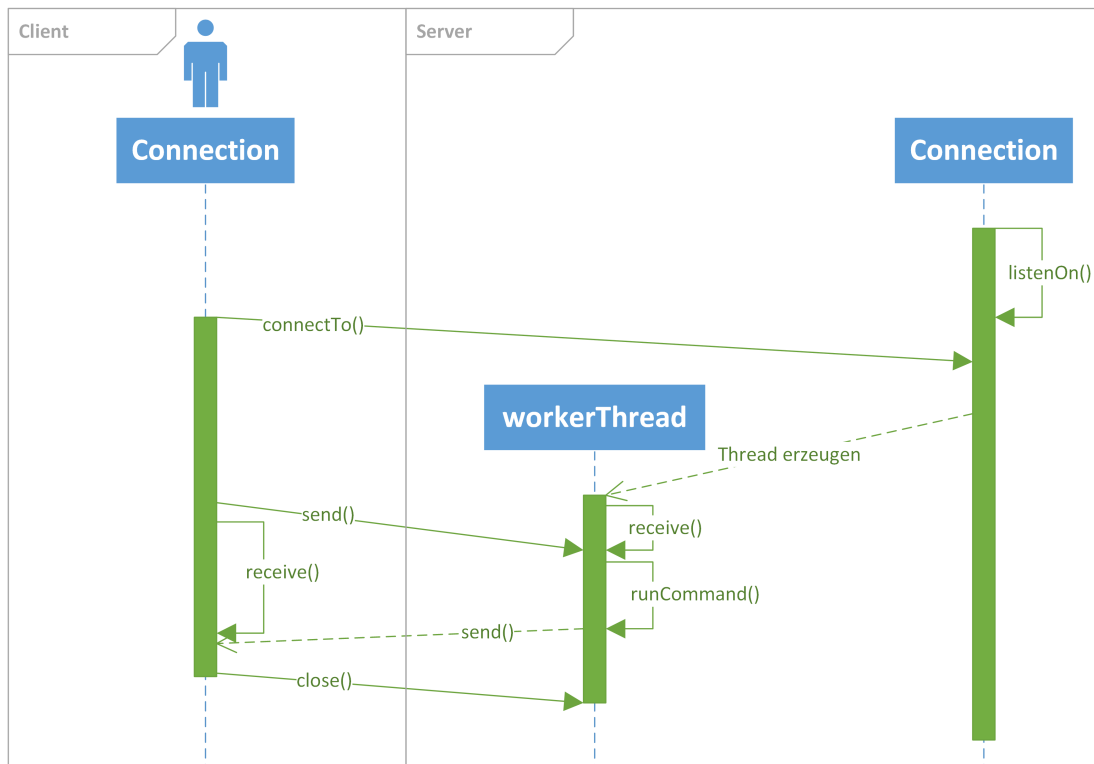 Client
Server
Connection
Connection
listenOn()
connectTo()
workerThread
Thread erzeugen
send()
receive()
receive()
runCommand()
send()
close()